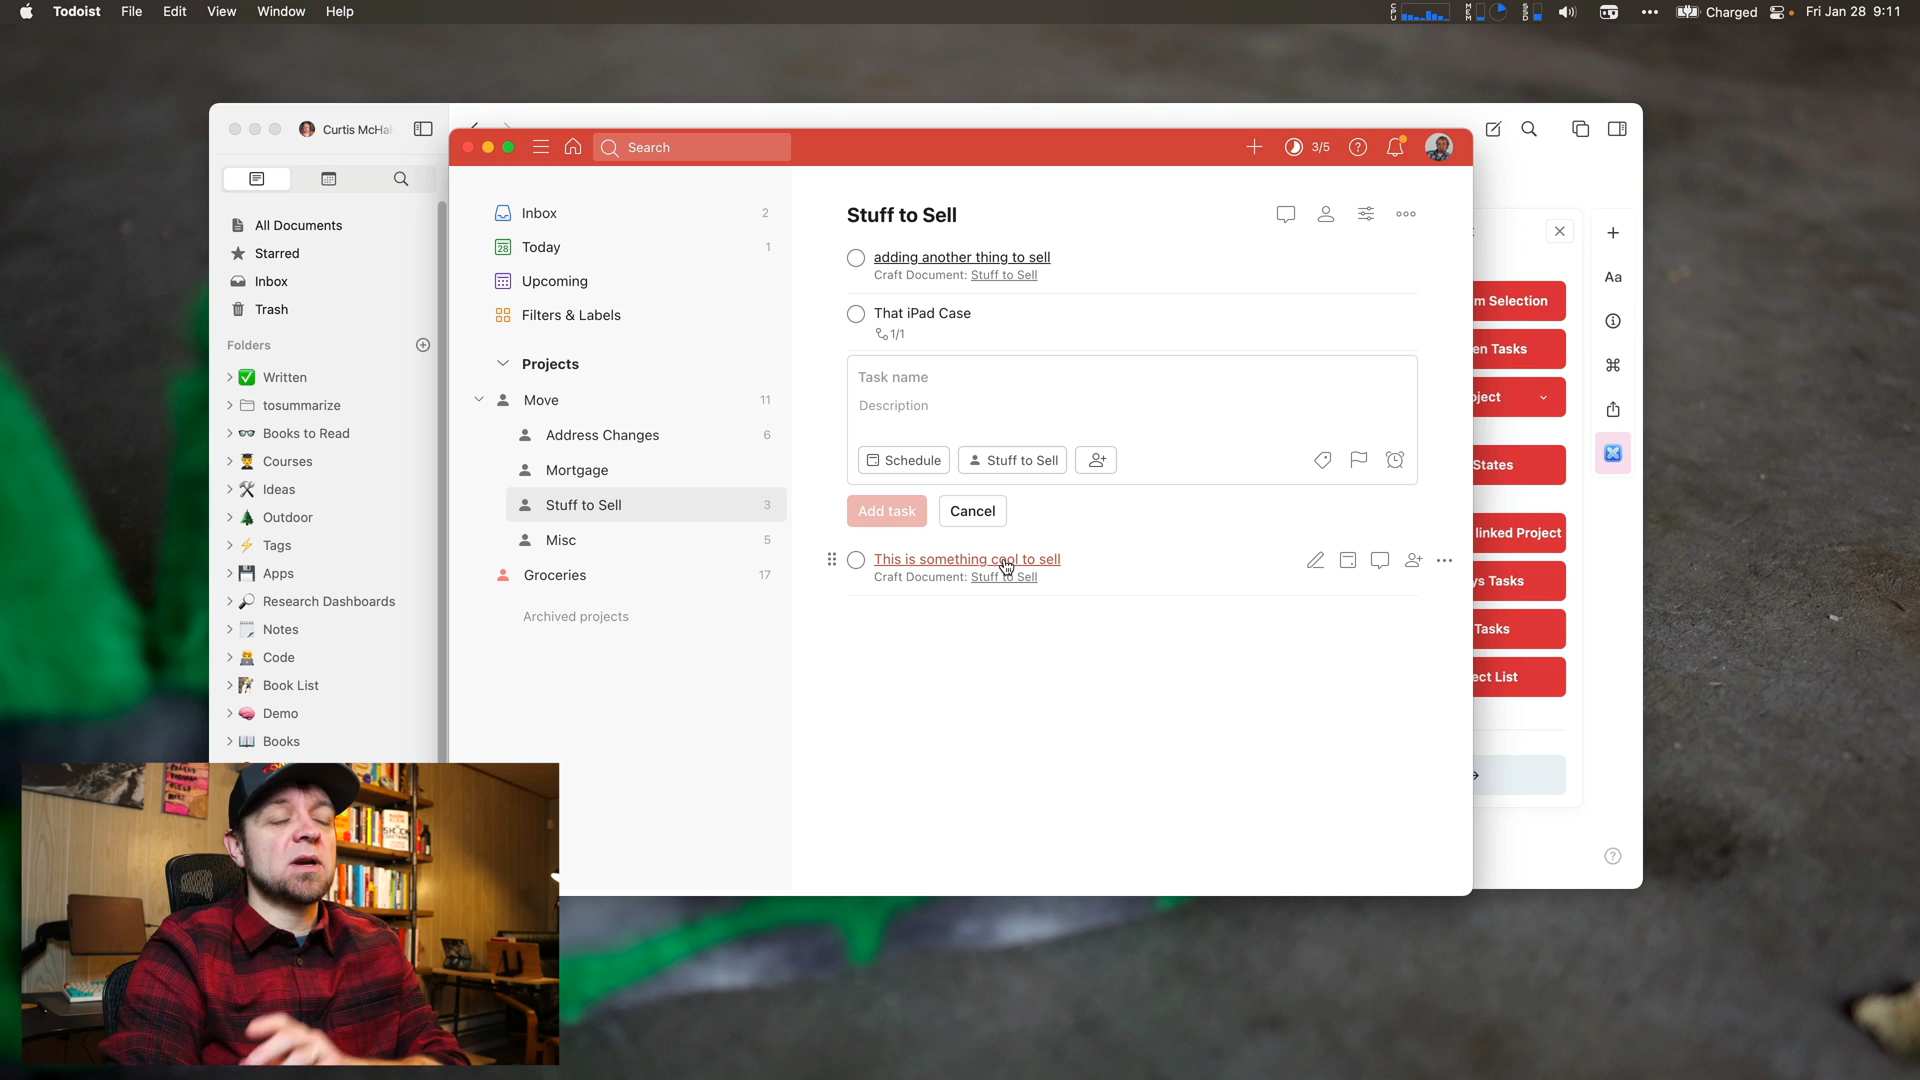 Todoist File Edit View Window Help
CPU MEM SSD Charged Fri Jan 28 9:11
Curtis McHal
Search
3/5
All Documents
Starred
Inbox
Trash
Folders
Written
tosummarize
Books to Read
Courses
Ideas
Outdoor
Tags
Apps
Research Dashboards
Notes
Code
Book List
Demo
Books
Inbox 2
28 Today 1
Upcoming
Filters & Labels
Projects
Move 11
Address Changes 6
Mortgage
Stuff to Sell 3
Misc 5
Groceries 17
Archived projects
Stuff to Sell
adding another thing to sell
Craft Document: Stuff to Sell
That iPad Case
1/1
Task name
Description
Schedule Stuff to Sell
Add task Cancel
This is something cool to sell
Craft Document: Stuff to Sell
Aa
m Selection
en Tasks
oject
States
linked Project
ys Tasks
Tasks
ect List